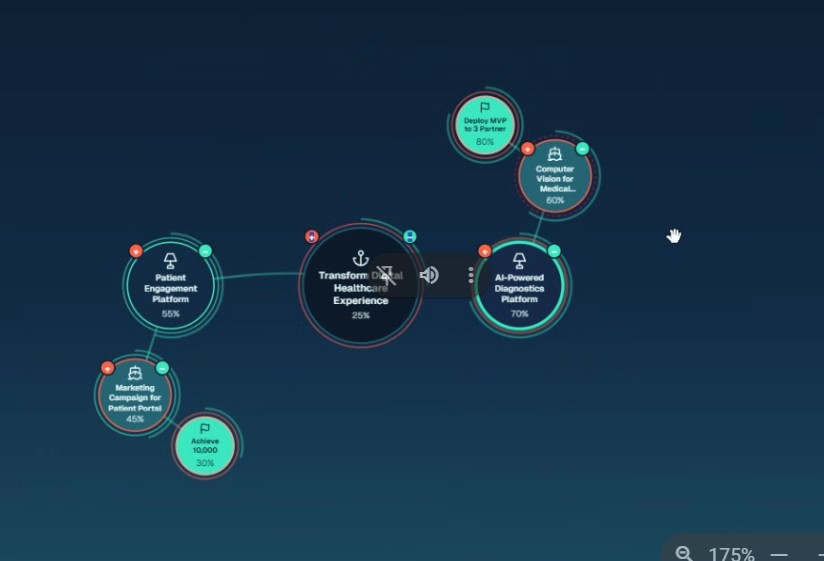 Deploy MVP
to 3 Partner
80%
Computer
Vision for
Medical...
60%
Patient
Engagement
Platform
55%
Transform Digital
Healthcare
Experience
25%
AI-Powered
Diagnostics
Platform
70%
Marketing
Campaign for
Patient Portal
45%
Achieve
10,000
30%
175%